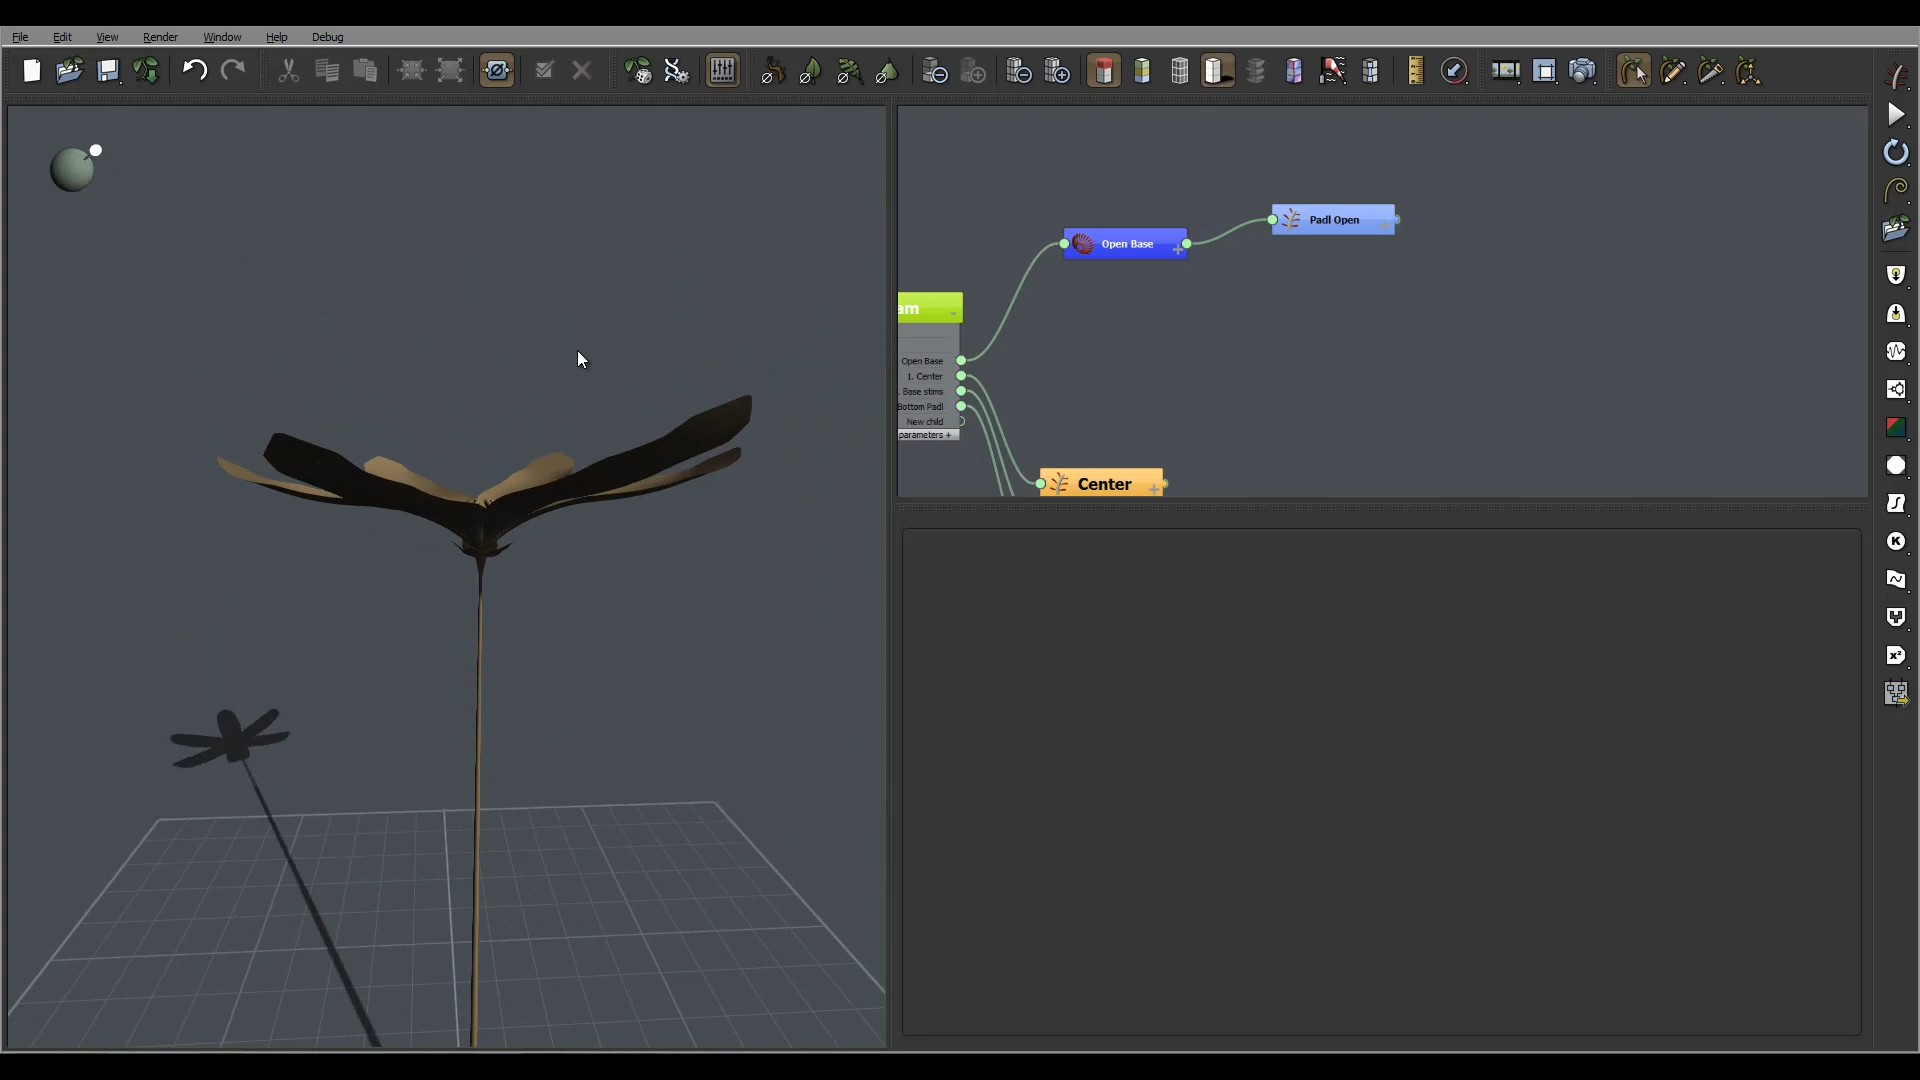 File Edit View Render Window Help Debug
Padl Open
Open Base
am
Open Base
1. Center
. Base stims
Bottom Padl
New child
parameters +
Center
K
x²